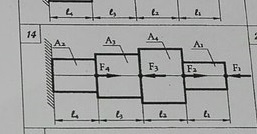 ℓ₄ ℓ₃ ℓ₂ ℓ₁
14
A₂ A₃ A₄ A₁
F₄ F₃ F₂ F₁
ℓ₄ ℓ₃ ℓ₂ ℓ₁